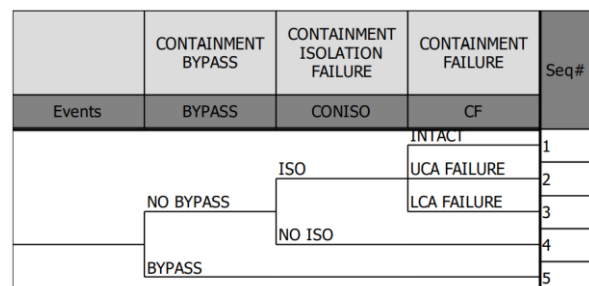 CONTAINMENT BYPASS
CONTAINMENT ISOLATION FAILURE
CONTAINMENT FAILURE
Seq#
Events
BYPASS
CONISO
CF
INTACT
1
ISO
UCA FAILURE
2
NO BYPASS
LCA FAILURE
3
NO ISO
4
BYPASS
5